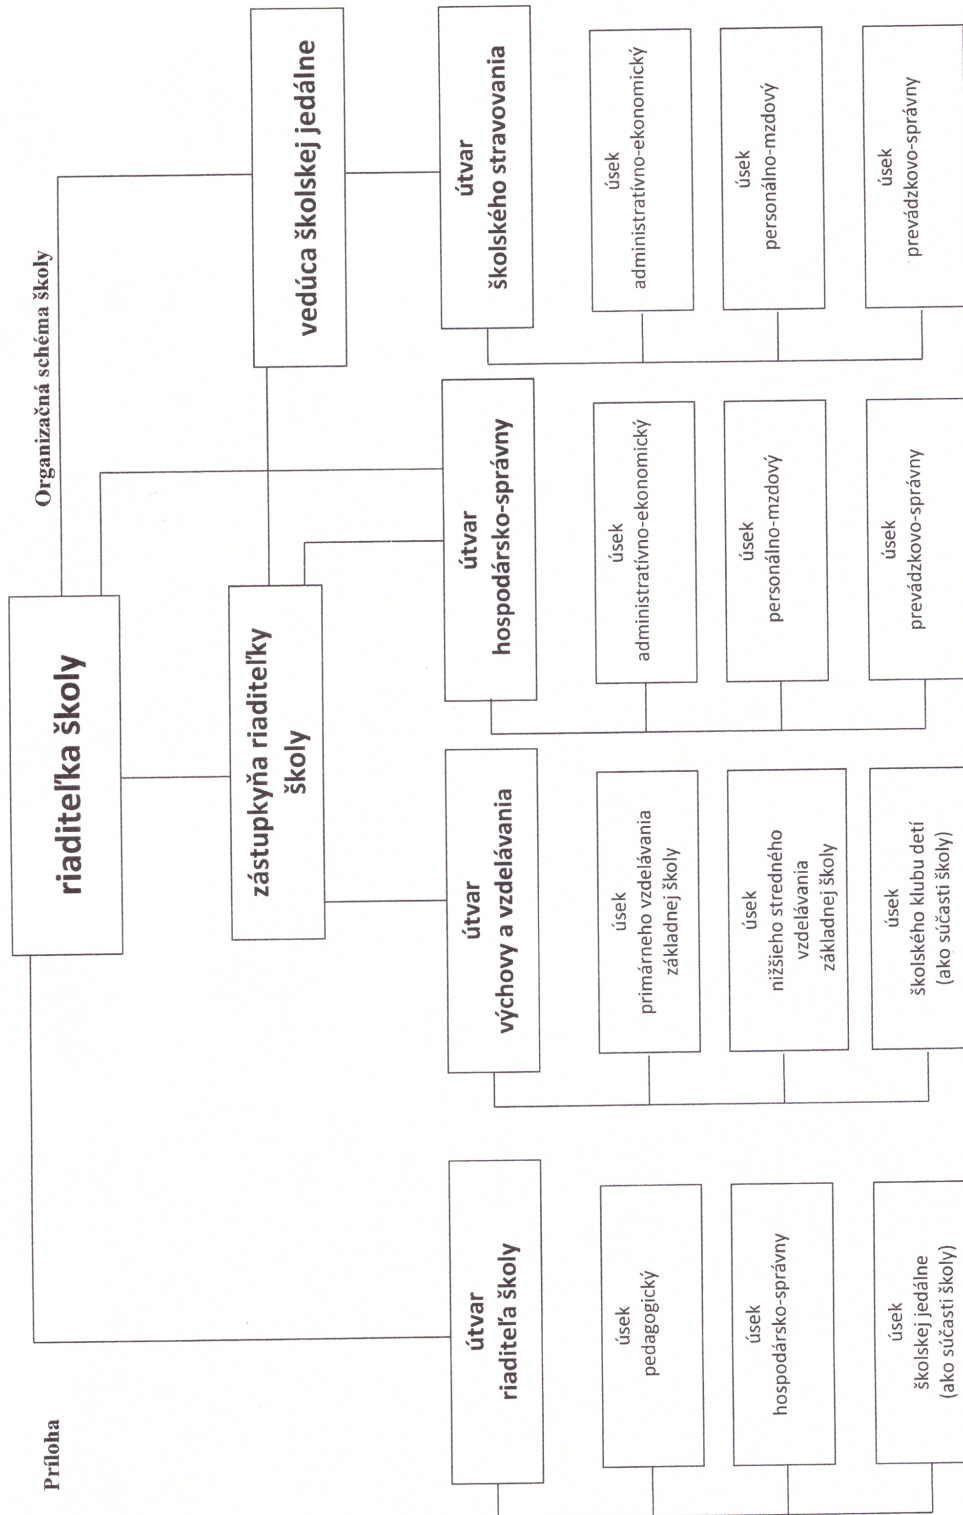 Príloha
Organizačná schéma školy
riaditeľka školy
zástupkyňa riaditeľky
školy
vedúca školskej jedálne
útvar
riaditeľa školy
útvar
výchovy a vzdelávania
útvar
hospodársko-správny
útvar
školského stravovania
úsek
pedagogický
úsek
primárneho vzdelávania
základnej školy
úsek
administratívno-ekonomický
úsek
administratívno-ekonomický
úsek
hospodársko-správny
úsek
nižšieho stredného
vzdelávania
základnej školy
úsek
personálno-mzdový
úsek
personálno-mzdový
úsek
školskej jedálne
(ako súčasti školy)
úsek
školského klubu detí
(ako súčasti školy)
úsek
prevádzkovo-správny
úsek
prevádzkovo-správny